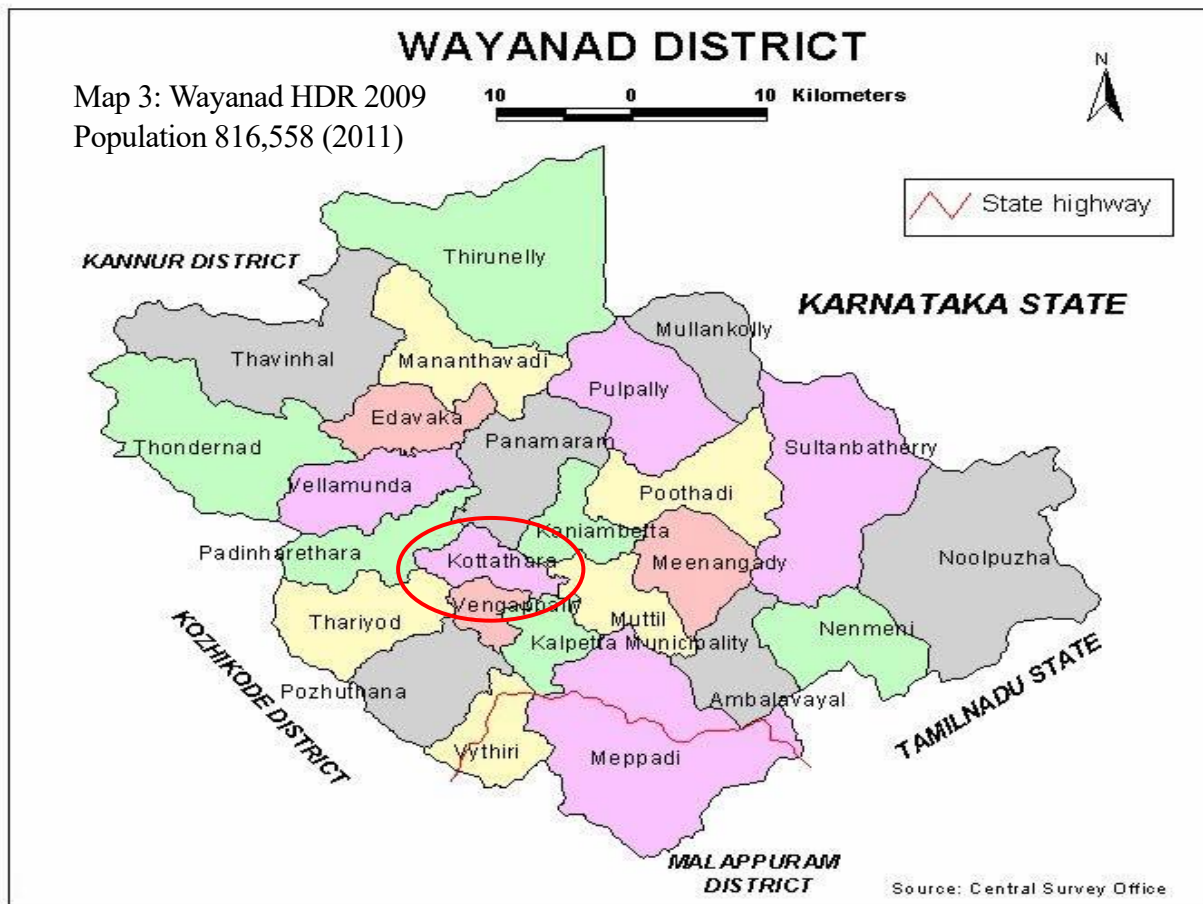 WAYANAD DISTRICT
Map 3: Wayanad HDR 2009
Population 816,558 (2011)
10 0 10 Kilometers
N
State highway
KANNUR DISTRICT
Thirunelly
KARNATAKA STATE
Mullankolly
Thavinhal
Mananthavadi
Pulpally
Edavaka
Panamaram
Thondernad
Sultanbatherry
Vellamunda
Poothadi
Kaniambetta
Padinharethara
Kottathara
Meenangady
Noolpuzha
Vengappally
Thariyod
Muttil
Nenmeni
Kalpetta Municipality
Pozhuthana
Ambalavayal
KOZHIKODE DISTRICT
TAMILNADU STATE
Vythiri
Meppadi
MALAPPURAM
DISTRICT
Source: Central Survey Office